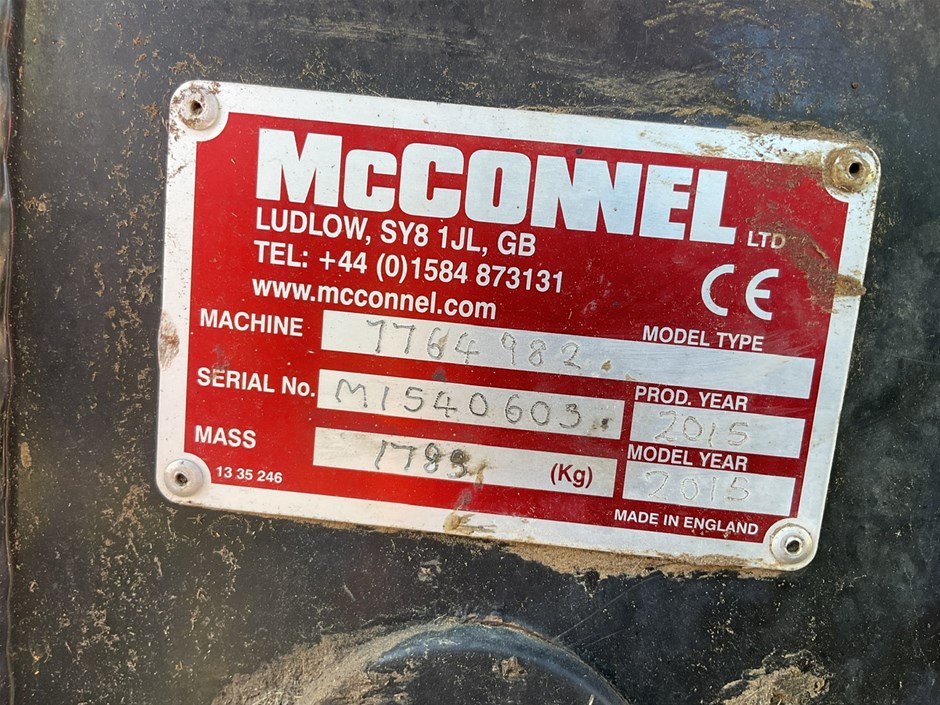 McCONNEL LTD
LUDLOW, SY8 1JL, GB
TEL: +44 (0)1584 873131
www.mcconnel.com
CE
MACHINE 7764982. MODEL TYPE
SERIAL No. M1540603. PROD. YEAR 2015
MASS 1783 (Kg) MODEL YEAR 2015
13 35 246
MADE IN ENGLAND